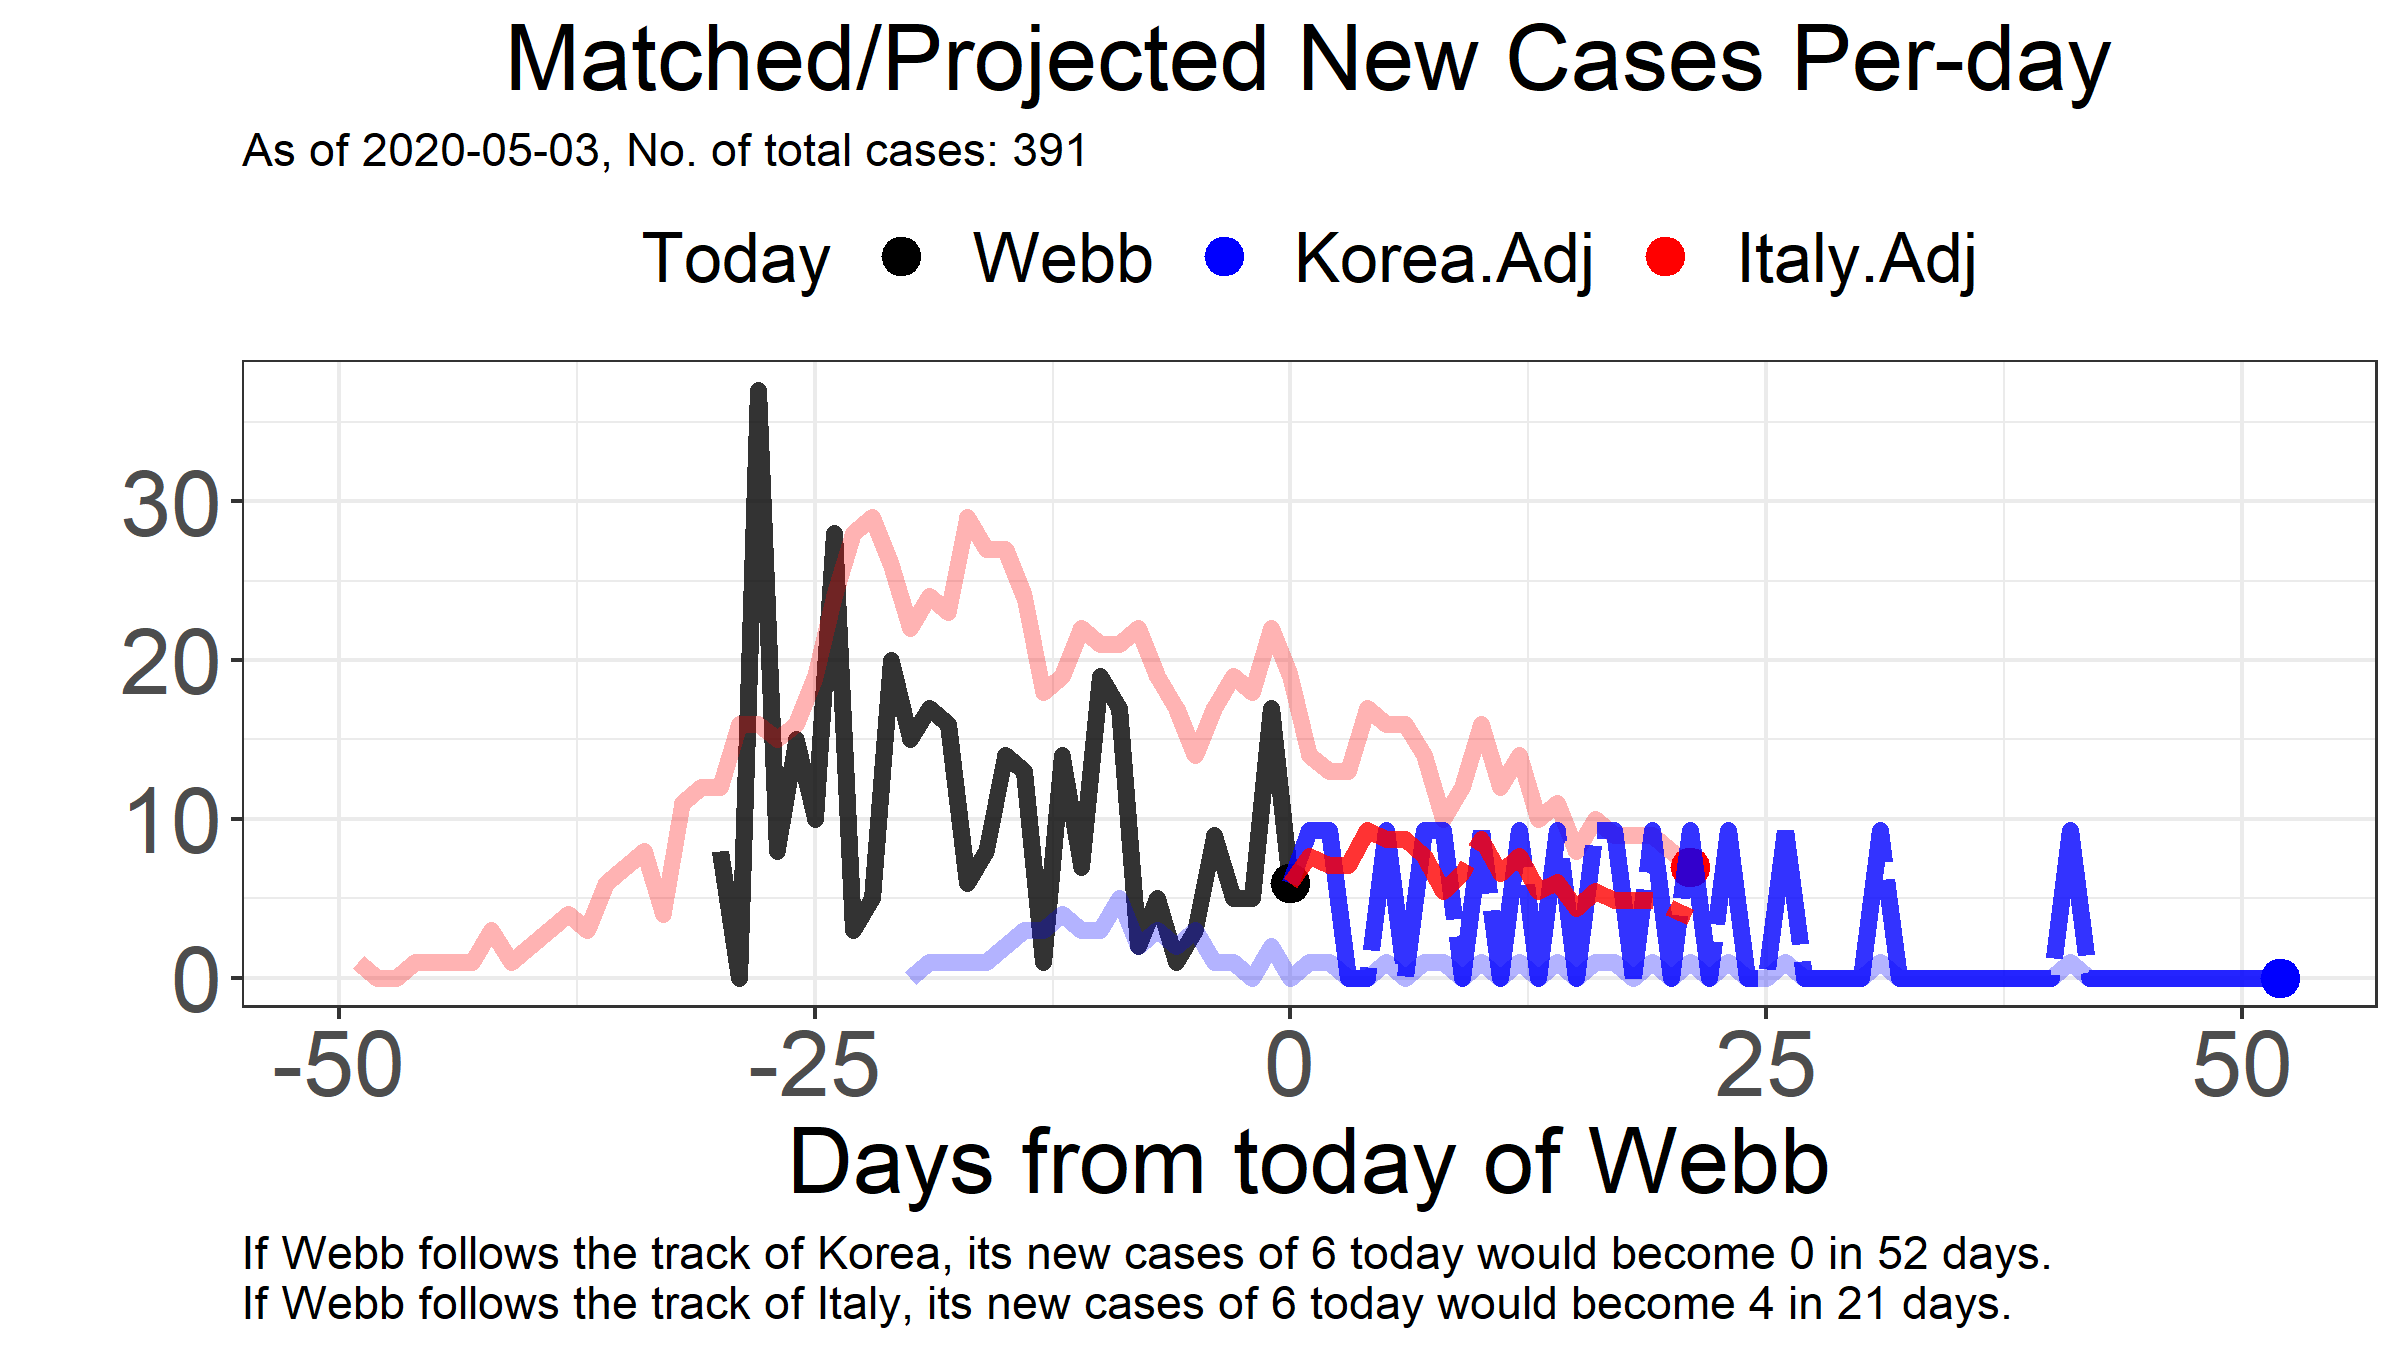 Matched/Projected New Cases Per-day
As of 2020-05-03, No. of total cases: 391
Today Webb Korea.Adj Italy.Adj
30
20
10
0
-50 -25 0 25 50
Days from today of Webb
If Webb follows the track of Korea, its new cases of 6 today would become 0 in 52 days.
If Webb follows the track of Italy, its new cases of 6 today would become 4 in 21 days.